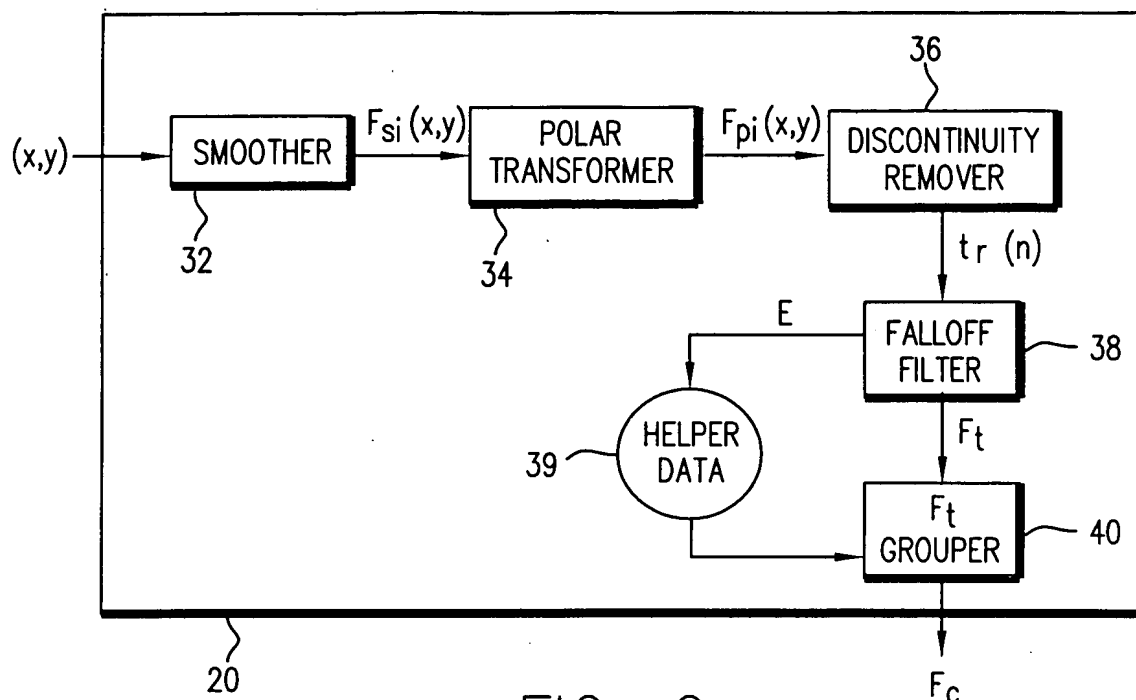 36
(x,y)
SMOOTHER
Fsi(x,y)
POLAR
TRANSFORMER
Fpi(x,y)
DISCONTINUITY
REMOVER
32
34
tr (n)
E
FALLOFF
FILTER
38
HELPER
DATA
39
Ft
Ft
GROUPER
40
20
Fc